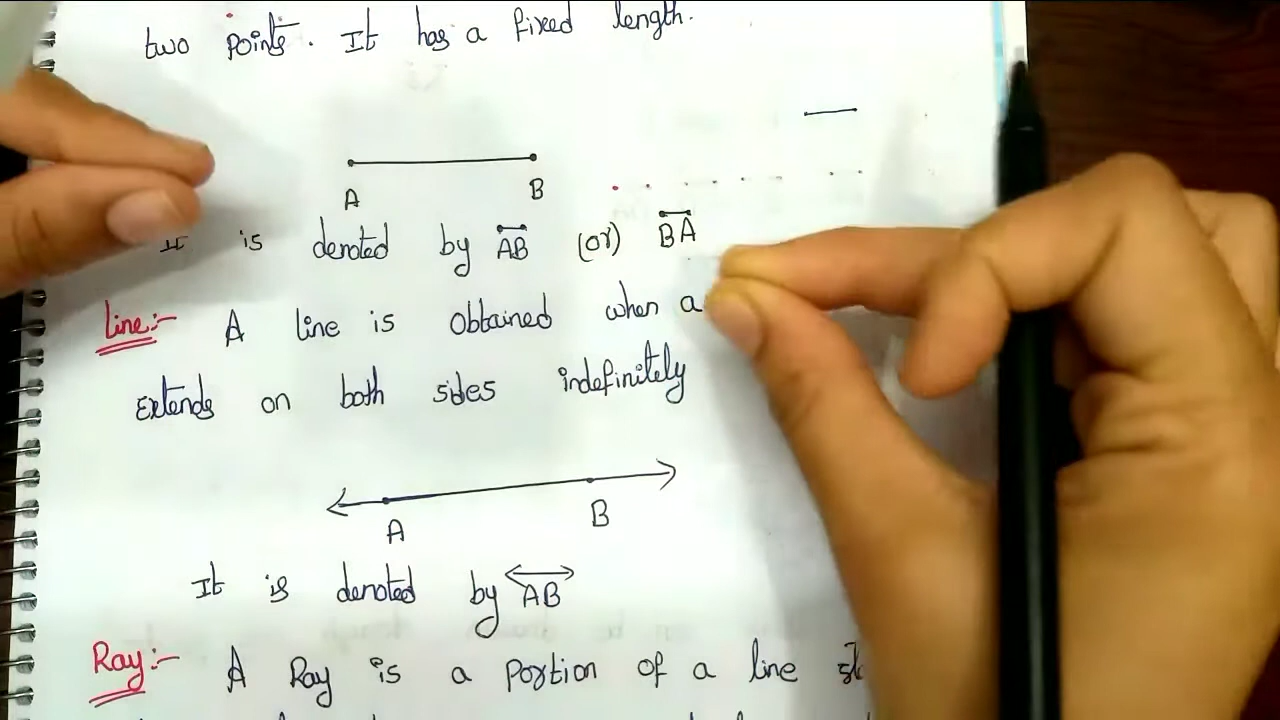 two points. It has a fixed length.
A B
It is denoted by AB (or) BA
Line:- A line is obtained when a
Extends on both sides indefinitely
A B
It is denoted by AB
Ray:- A Ray is a portion of a line